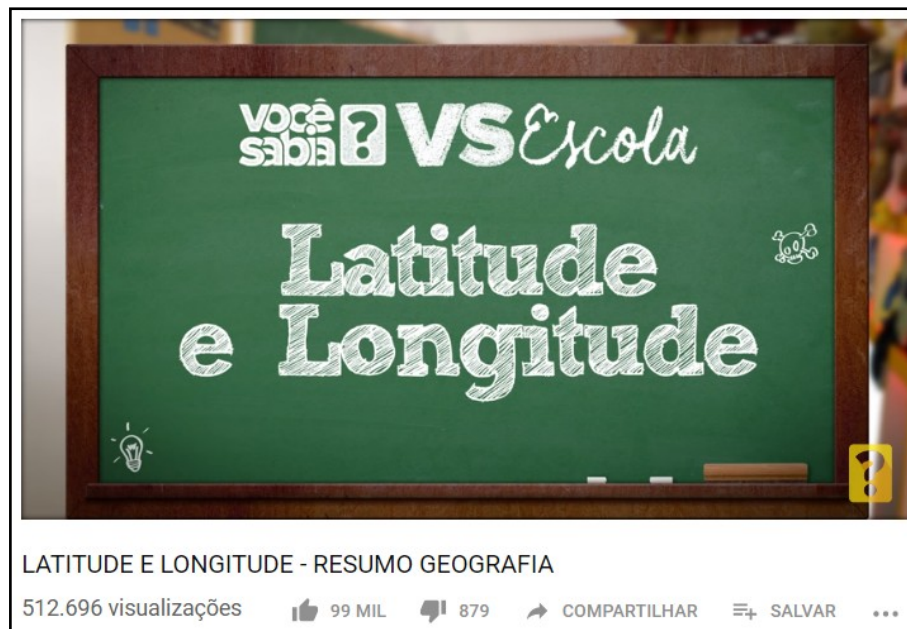 você sabia ? VS Escola
Latitude
e Longitude
?
LATITUDE E LONGITUDE - RESUMO GEOGRAFIA
512.696 visualizações 99 MIL 879 COMPARTILHAR SALVAR ...